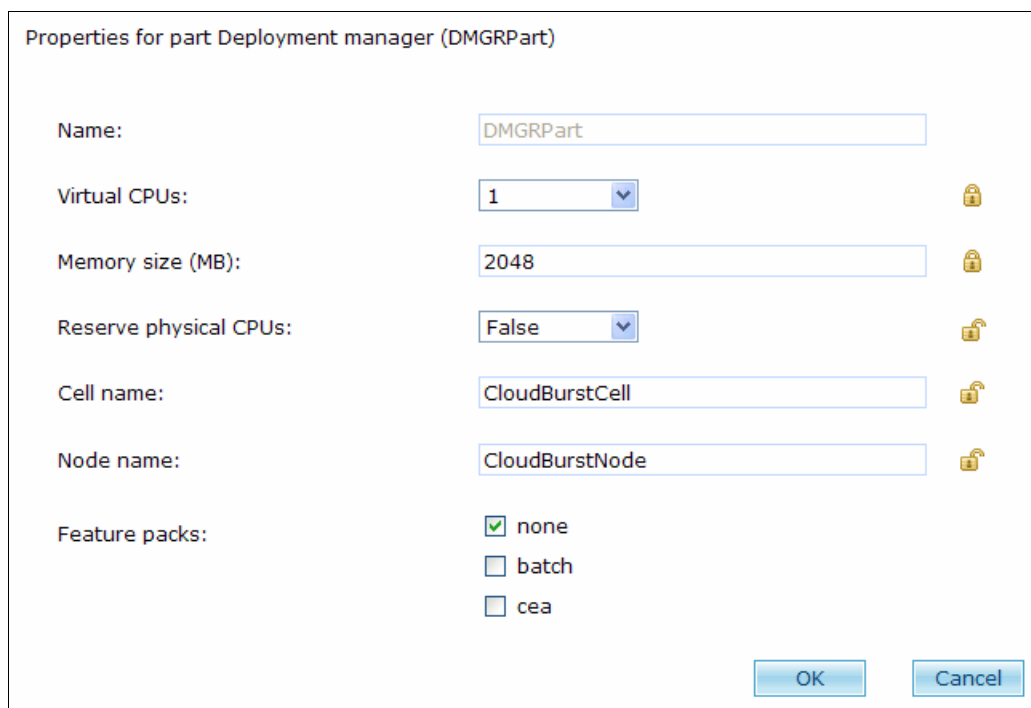 Properties for part Deployment manager (DMGRPart)
Name: DMGRPart
Virtual CPUs: 1
Memory size (MB): 2048
Reserve physical CPUs: False
Cell name: CloudBurstCell
Node name: CloudBurstNode
Feature packs: none
batch
cea
OK Cancel